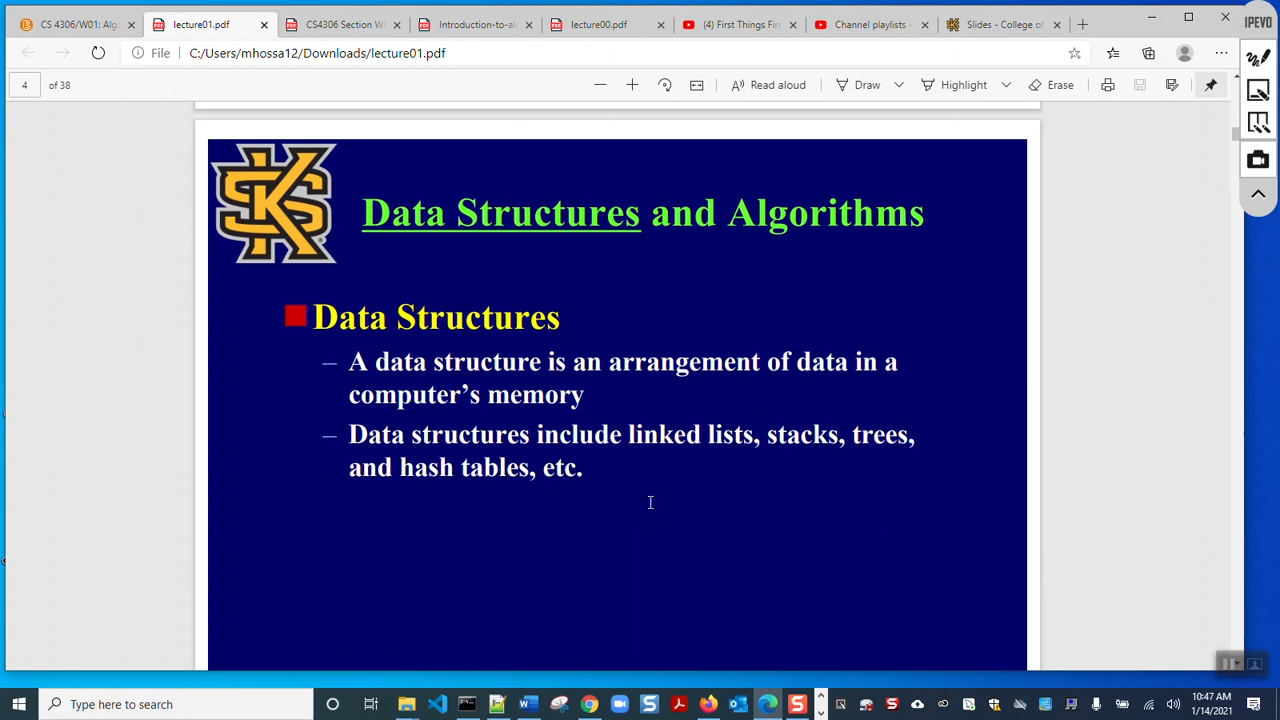 CS 4306/W01: Alg
lecture01.pdf
CS4306 Section W
Introduction-to-a
lecture00.pdf
(4) First Things Fir
Channel playlists -
Slides - College of
IPEVO
File
C:/Users/mhossa12/Downloads/lecture01.pdf
4
of 38
Read aloud
Draw
Highlight
Erase
KS
Data Structures and Algorithms
Data Structures
– A data structure is an arrangement of data in a
computer’s memory
– Data structures include linked lists, stacks, trees,
and hash tables, etc.
Type here to search
10:47 AM
1/14/2021